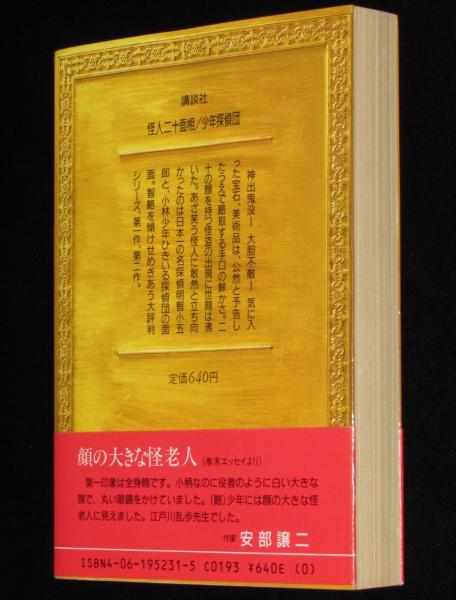 講談社
怪人二十面相/少年探偵団
神出鬼没ー 大胆不敵ー 気に入
った宝石、美術品は、公然と予告し
たうえで略取する手口の鮮かさ。二
十の顔を持つ怪盗の出現に世間は沸
いた。あざ笑う怪人に敢然と立ち向
かったのは日本一の名探偵明智小五
郎と、小林少年ひきいる探偵団の面
面。智略を傾けせめぎあう大評判
シリーズ、第一作、第二作。
定価640円
顔の大きな怪老人(巻末エッセイより)
第一印象は全身顔です。小柄なのに役者のように白い大きな
顔で、丸い眼鏡をかけていました。(略)少年には顔の大きな怪
老人に見えました。江戸川乱歩先生でした。
作家 安部譲二
ISBN4-06-195231-5 C0193 ¥640E (0)